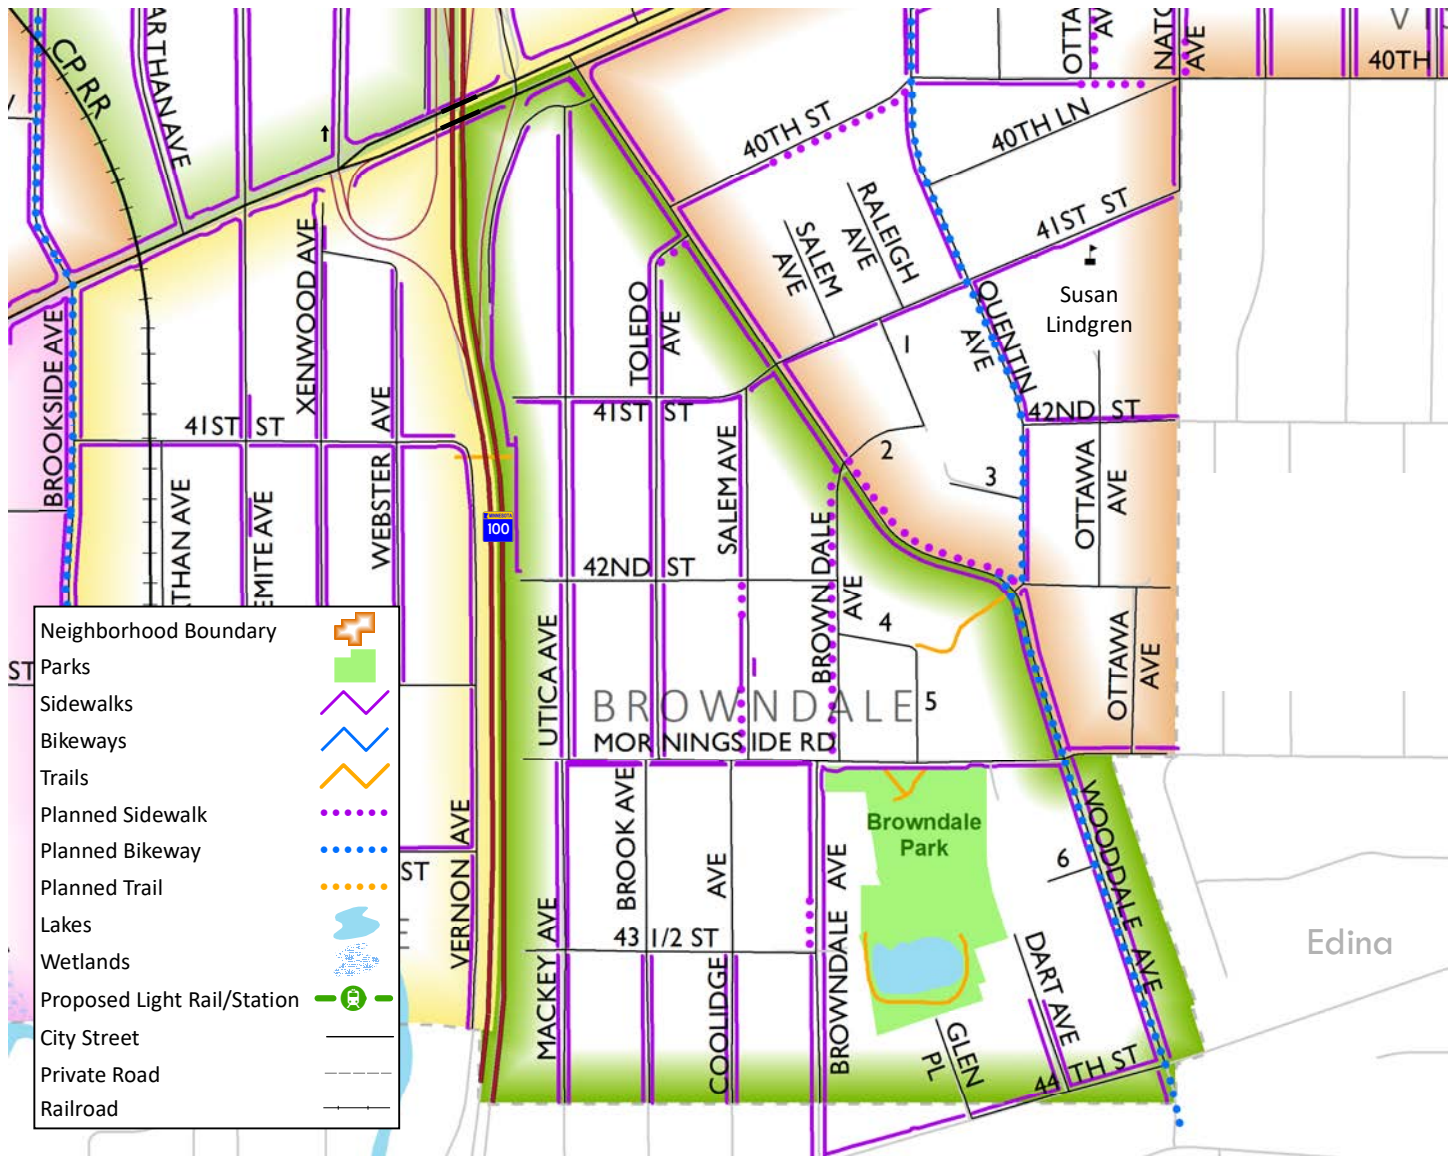 CP RR
ARTHAN AVE
OTTA
AV
NATC
AVE
40TH
40TH ST
40TH LN
41ST ST
RALEIGH
AVE
SALEM
AVE
Susan
Lindgren
QUENTIN
AVE
XENWOOD AVE
TOLEDO
AVE
BROOKSIDE AVE
1
41ST ST
AVE
WEBSTER
41ST ST
42ND ST
SALEM AVE
2
3
OTTAWA
AVE
THAN AVE
EMITE AVE
MINNESOTA
100
42ND ST
BROWNDALE
AVE
4
5
OTTAWA
AVE
UTICA AVE
BROWNDALE
MORNINGSIDE RD
ST
Neighborhood Boundary
Parks
Sidewalks
Bikeways
Trails
Planned Sidewalk
Planned Bikeway
Planned Trail
Lakes
Wetlands
Proposed Light Rail/Station
City Street
Private Road
Railroad
VERNON AVE
ST
E
BROOK AVE
AVE
COOLIDGE
Browndale
Park
BROWNDALE AVE
6
WOODDALE AVE
43 1/2 ST
MACKEY AVE
DART AVE
GLEN
PL
44TH ST
Edina